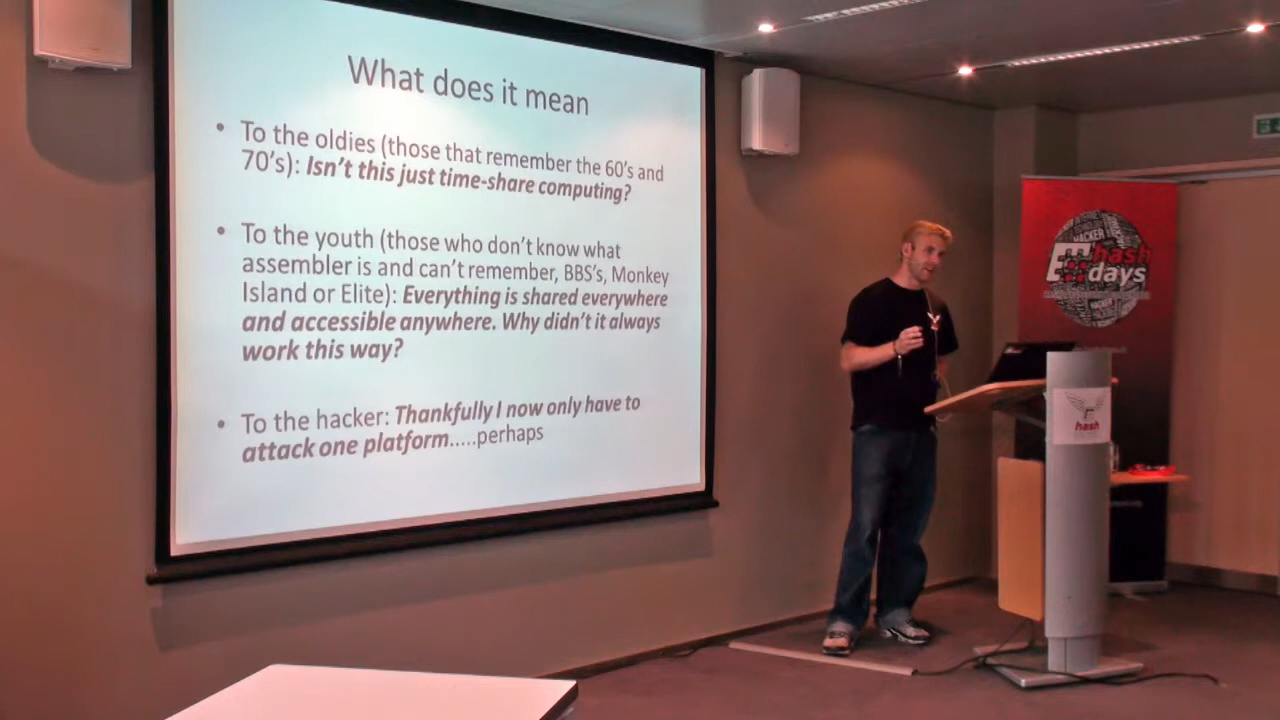 What does it mean
• To the oldies (those that remember the 60's and
70's): Isn't this just time-share computing?
• To the youth (those who don't know what
assembler is and can't remember, BBS's, Monkey
Island or Elite): Everything is shared everywhere
and accessible anywhere. Why didn't it always
work this way?
• To the hacker: Thankfully I now only have to
attack one platform.....perhaps
HACKER
hash
days
hash